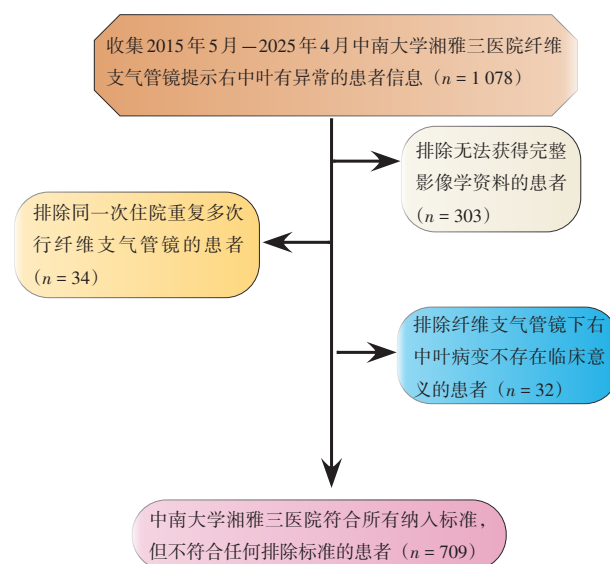 收集2015年5月—2025年4月中南大学湘雅三医院纤维
支气管镜提示右中叶有异常的患者信息（n = 1 078）
排除无法获得完整
影像学资料的患者
（n = 303）
排除同一次住院重复多次
行纤维支气管镜的患者
（n = 34）
排除纤维支气管镜下右
中叶病变不存在临床意
义的患者（n = 32）
中南大学湘雅三医院符合所有纳入标准，
但不符合任何排除标准的患者（n = 709）